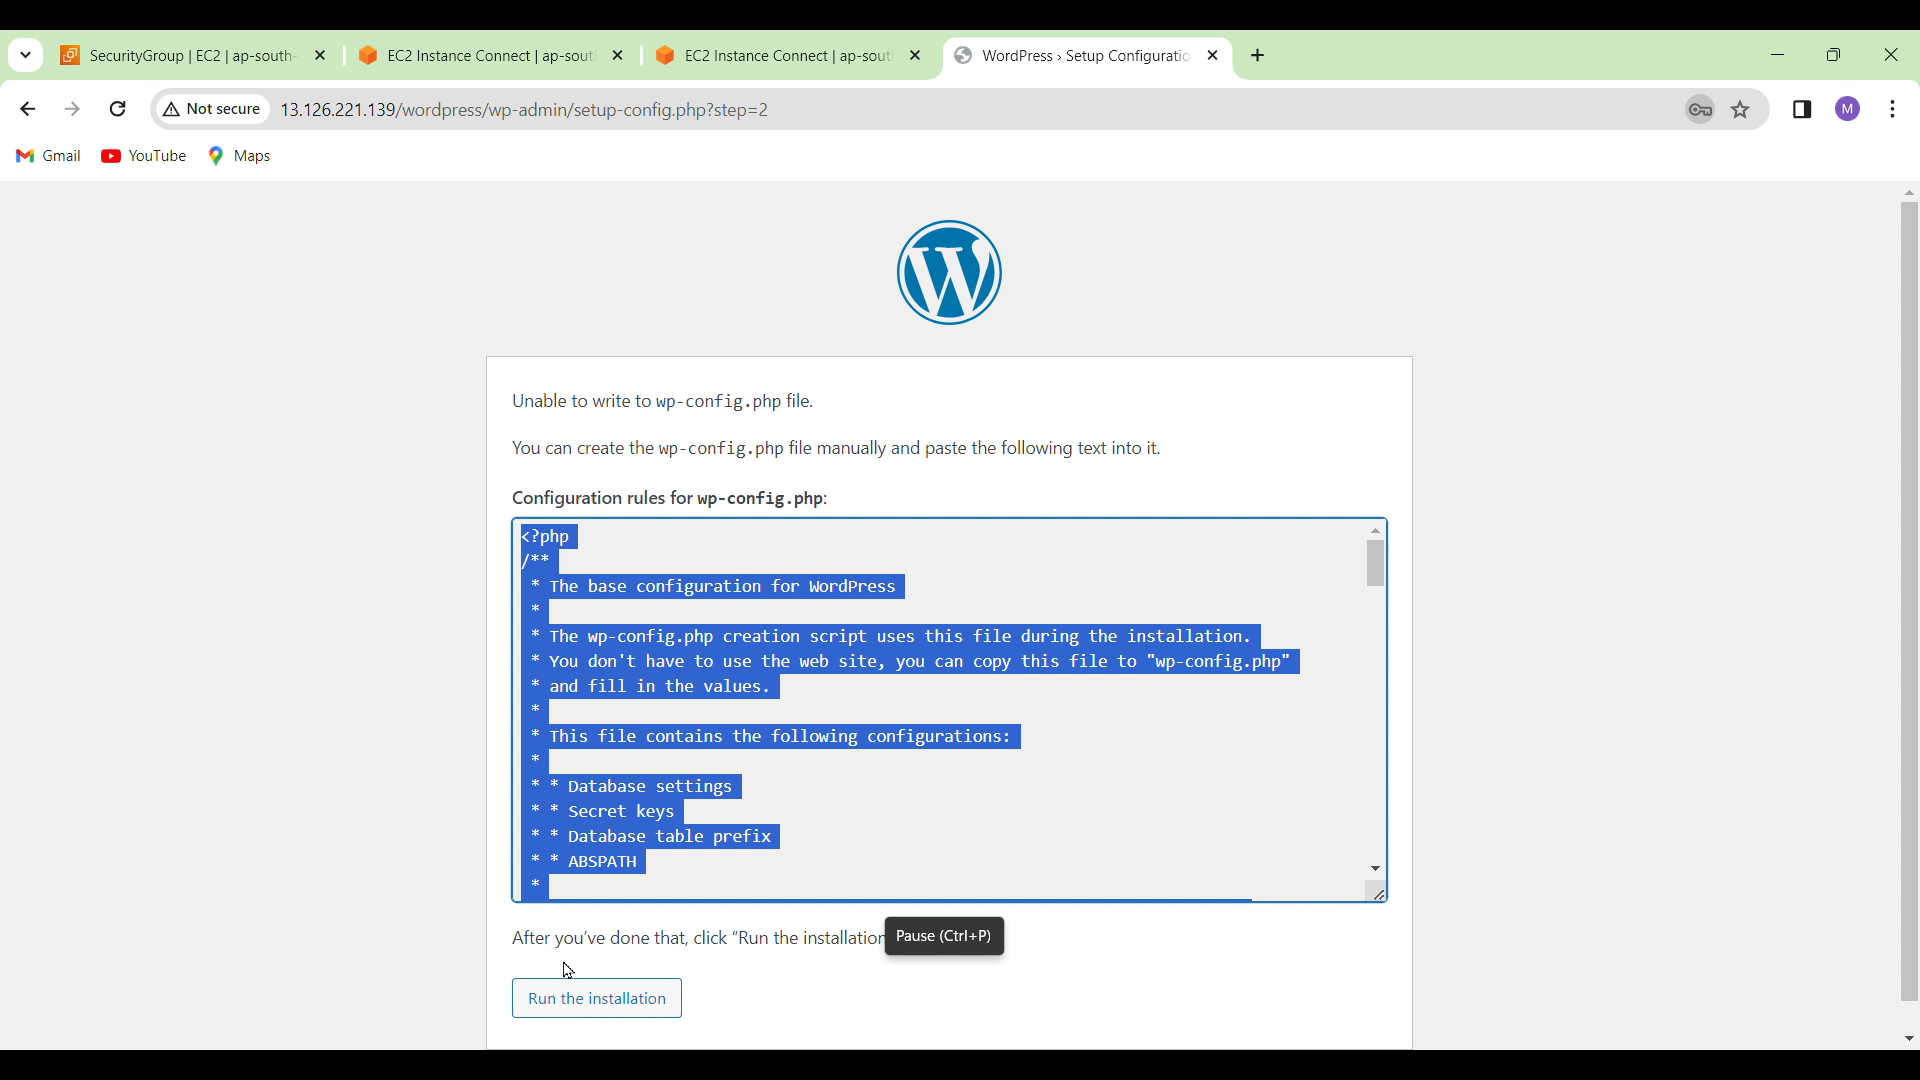 SecurityGroup | EC2 | ap-south-
EC2 Instance Connect | ap-sout
EC2 Instance Connect | ap-sout
WordPress › Setup Configuratio
Not secure
13.126.221.139/wordpress/wp-admin/setup-config.php?step=2
M
Gmail
YouTube
Maps
W
Unable to write to wp-config.php file.
You can create the wp-config.php file manually and paste the following text into it.
Configuration rules for wp-config.php:
<?php
/**
* The base configuration for WordPress
*
* The wp-config.php creation script uses this file during the installation.
* You don't have to use the web site, you can copy this file to "wp-config.php"
* and fill in the values.
*
* This file contains the following configurations:
*
* * Database settings
* * Secret keys
* * Database table prefix
* * ABSPATH
*
After you've done that, click “Run the installation
Pause (Ctrl+P)
Run the installation